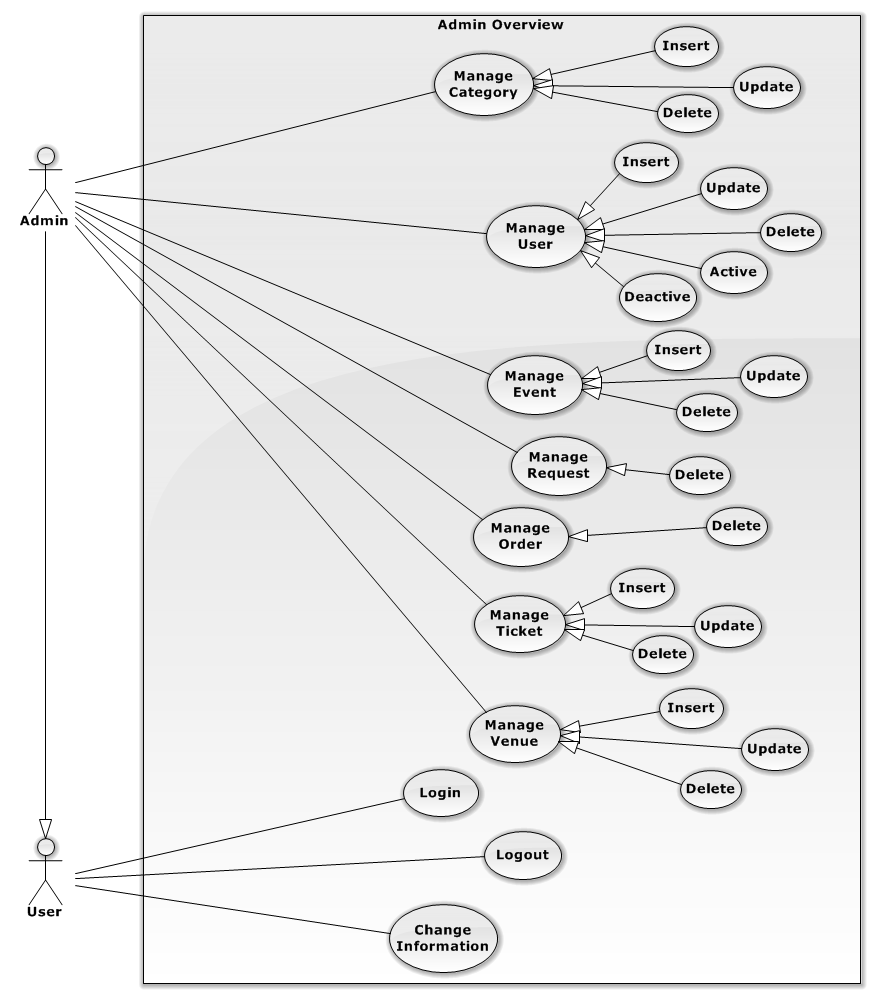 Admin Overview
Insert
Manage
Category
Update
Delete
Insert
Admin
Update
Manage
User
Delete
Active
Deactive
Insert
Manage
Event
Update
Delete
Manage
Request
Delete
Manage
Order
Delete
Insert
Manage
Ticket
Update
Delete
Insert
Manage
Venue
Update
Delete
Login
Logout
User
Change
Information